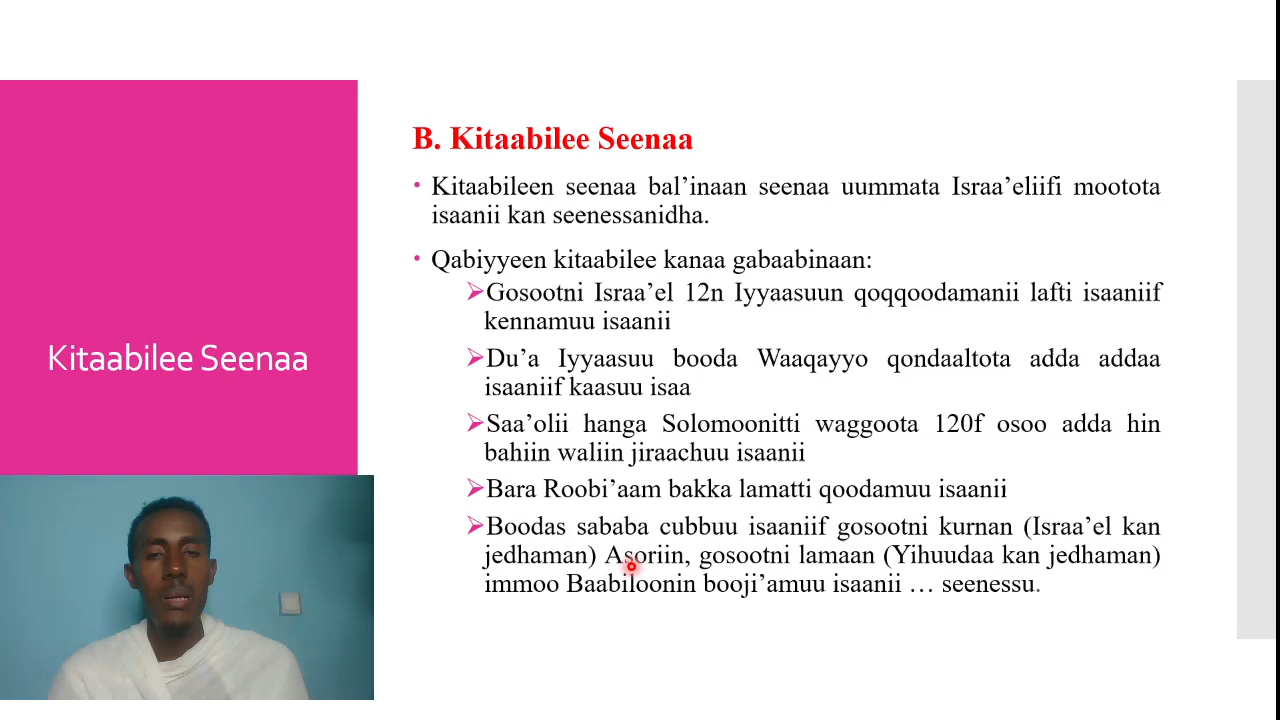 Kitaabilee Seenaa
B. Kitaabilee Seenaa
• Kitaabileen seenaa bal’inaan seenaa uummata Israa’eliifi mootota
isaanii kan seenessanidha.
• Qabiyyeen kitaabilee kanaa gabaabinaan:
➢Gosootni Israa’el 12n Iyyaasuun qoqqoodamanii lafti isaaniif
kennamuu isaanii
➢Du’a Iyyaasuu booda Waaqayyo qondaaltota adda addaa
isaaniif kaasuu isaa
➢Saa’olii hanga Solomoonitti waggoota 120f osoo adda hin
bahiin waliin jiraachuu isaanii
➢Bara Roobi’aam bakka lamatti qoodamuu isaanii
➢Boodas sababa cubbuu isaaniif gosootni kurnan (Israa’el kan
jedhaman) Asoriin, gosootni lamaan (Yihuudaa kan jedhaman)
immoo Baabiloonin booji’amuu isaanii … seenessu.